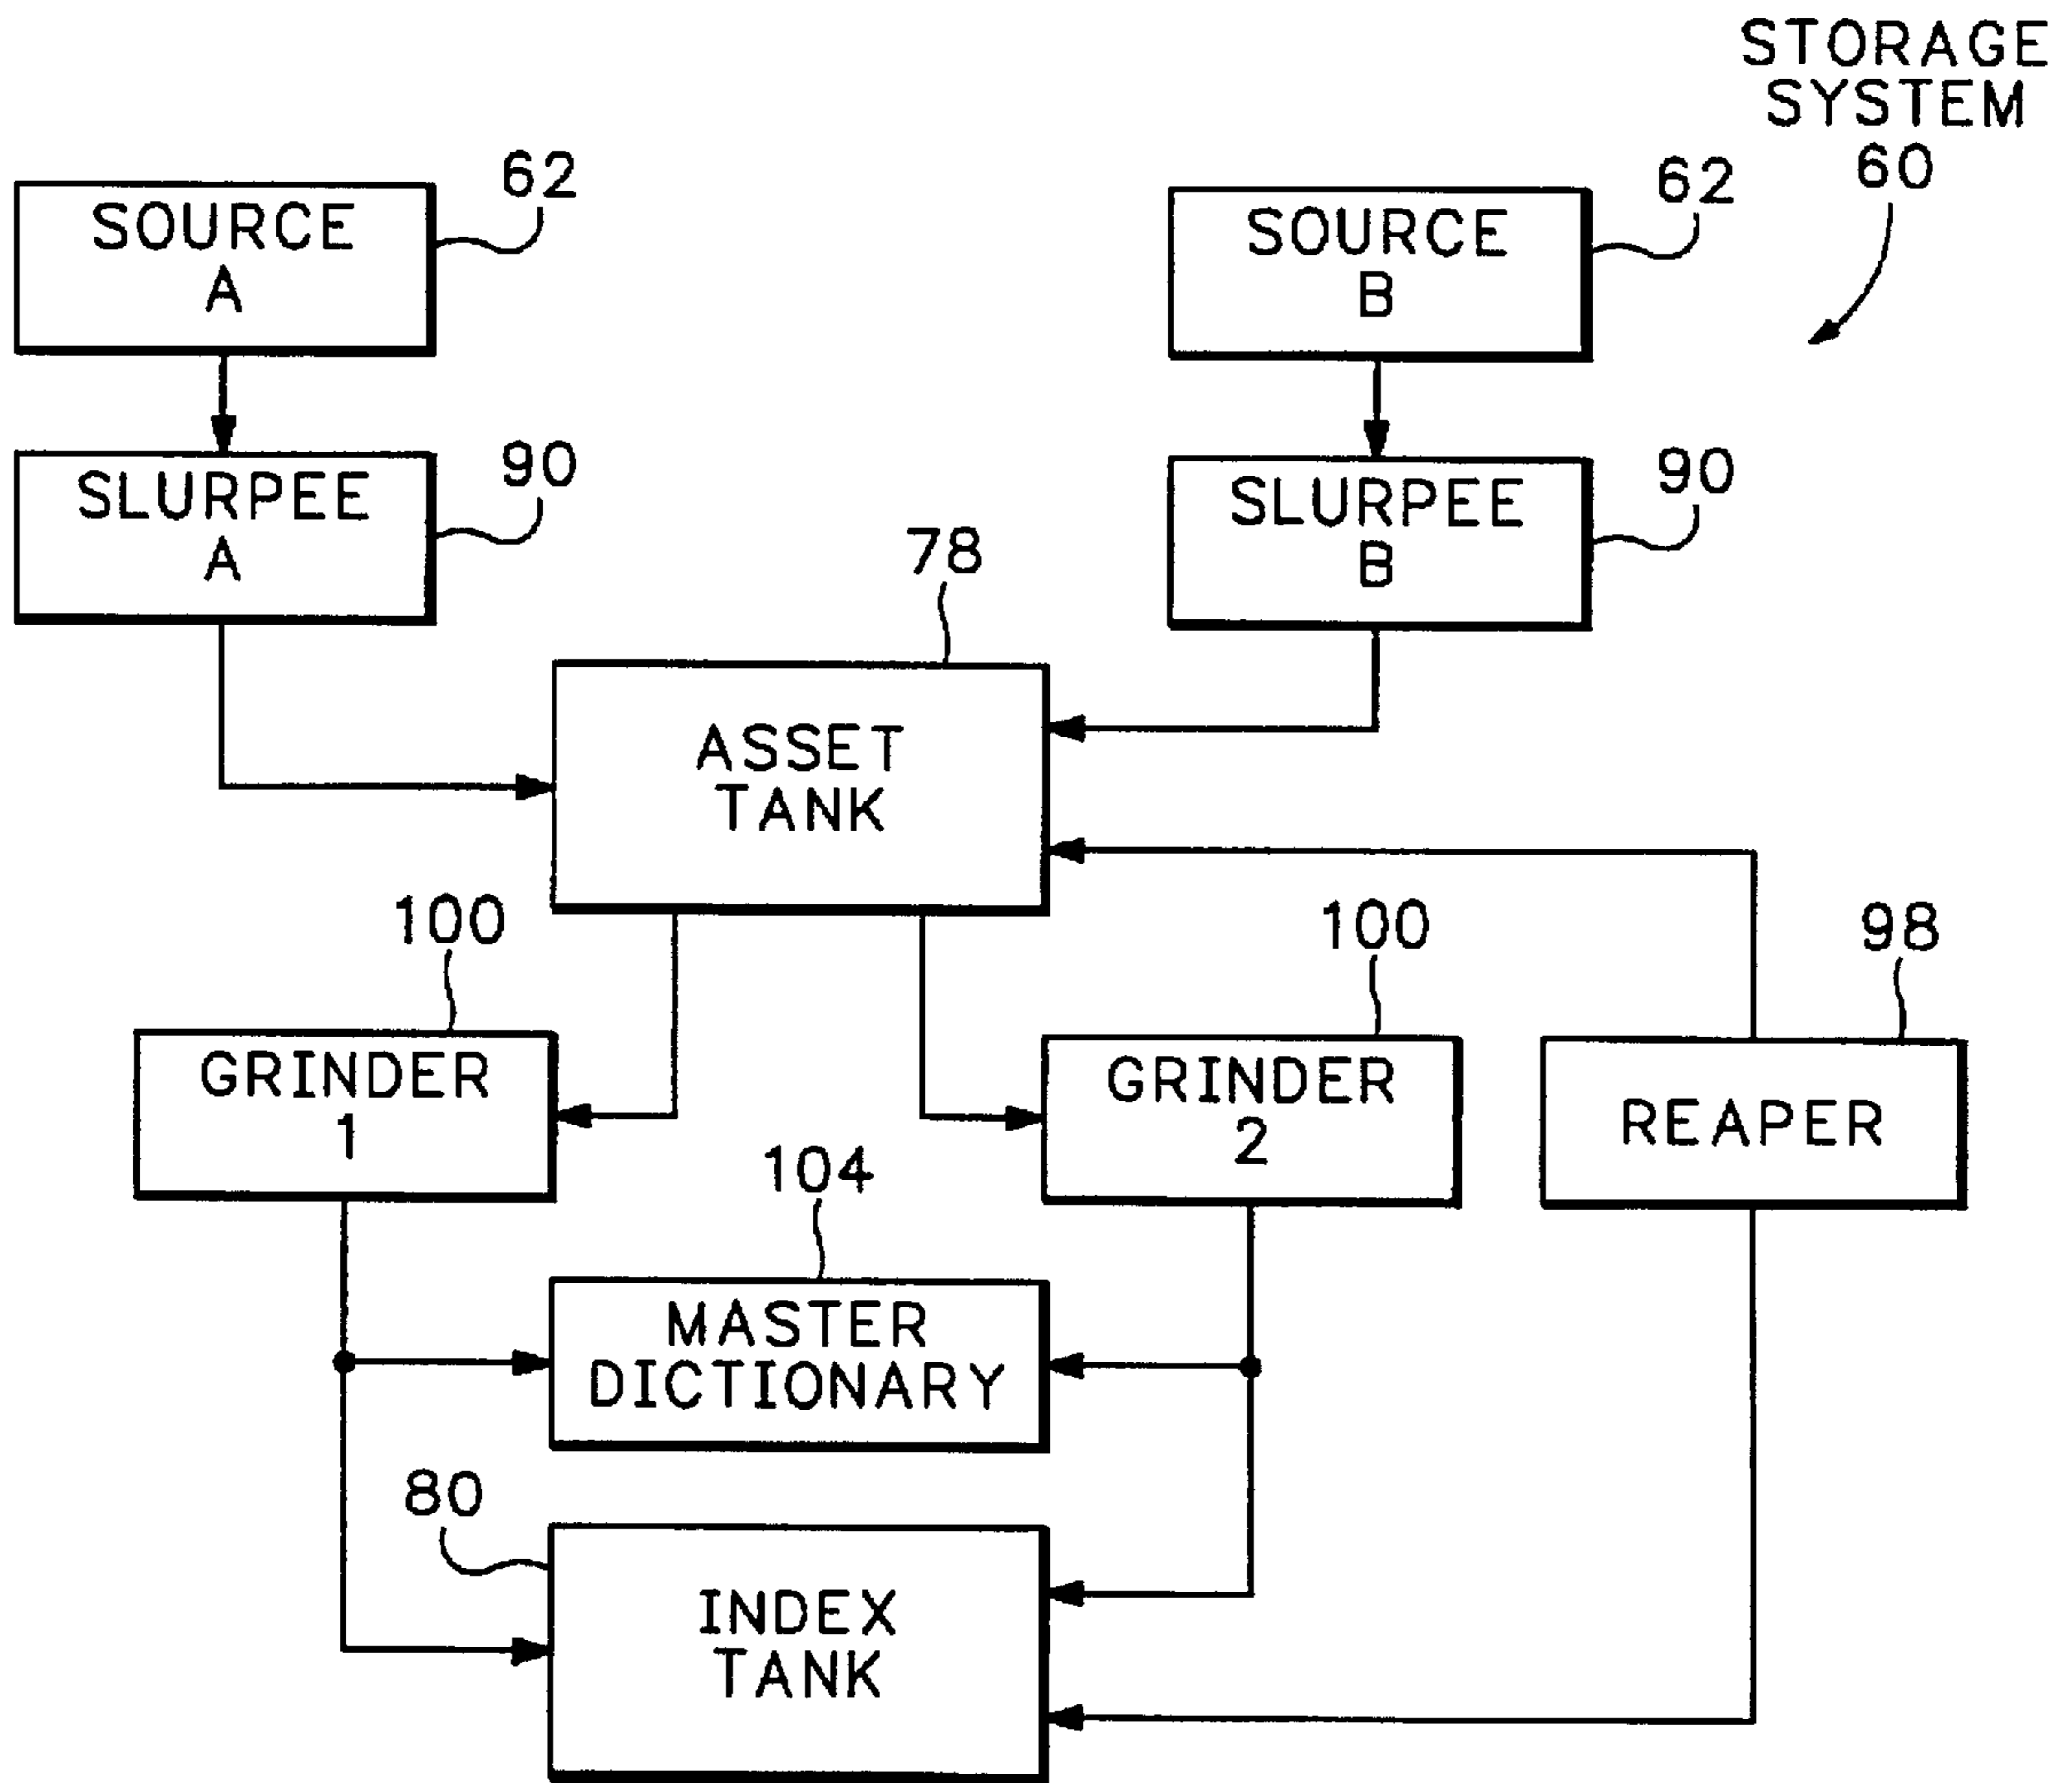 STORAGE
SYSTEM
60
62
SOURCE
A
62
SOURCE
B
90
SLURPEE
A
90
SLURPEE
B
78
ASSET
TANK
100
GRINDER
1
100
GRINDER
2
98
REAPER
104
MASTER
DICTIONARY
80
INDEX
TANK